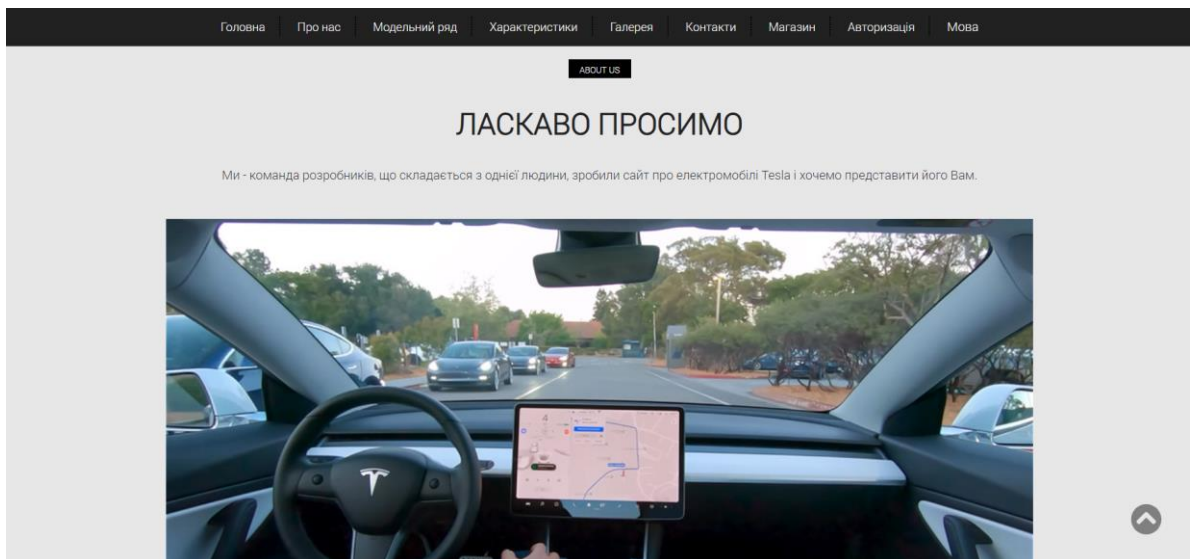 Головна Про нас Модельний ряд Характеристики Галерея Контакти Магазин Авторизація Мова
ABOUT US
ЛАСКАВО ПРОСИМО
Ми - команда розробників, що складається з однієї людини, зробили сайт про електромобілі Tesla і хочемо представити його Вам.